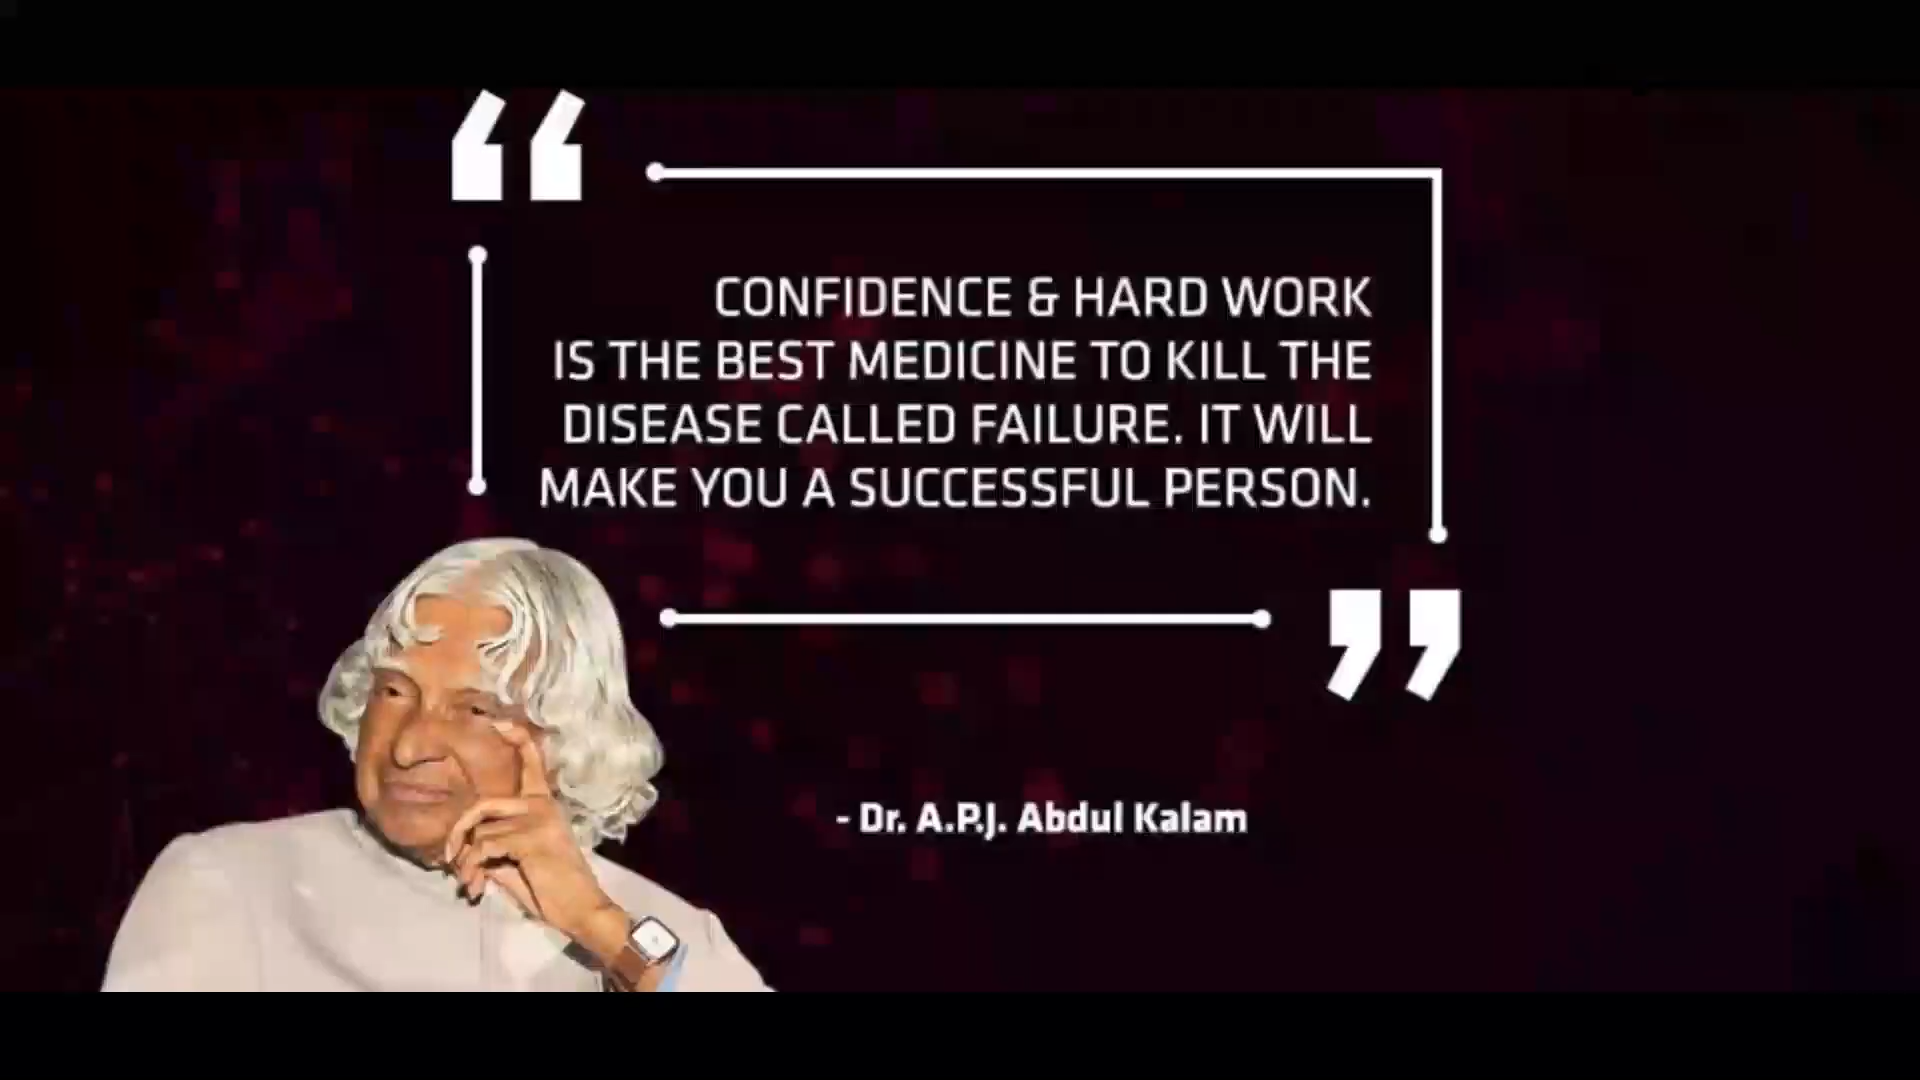 “
CONFIDENCE & HARD WORK
IS THE BEST MEDICINE TO KILL THE
DISEASE CALLED FAILURE. IT WILL
MAKE YOU A SUCCESSFUL PERSON.
”
- Dr. A.P.J. Abdul Kalam